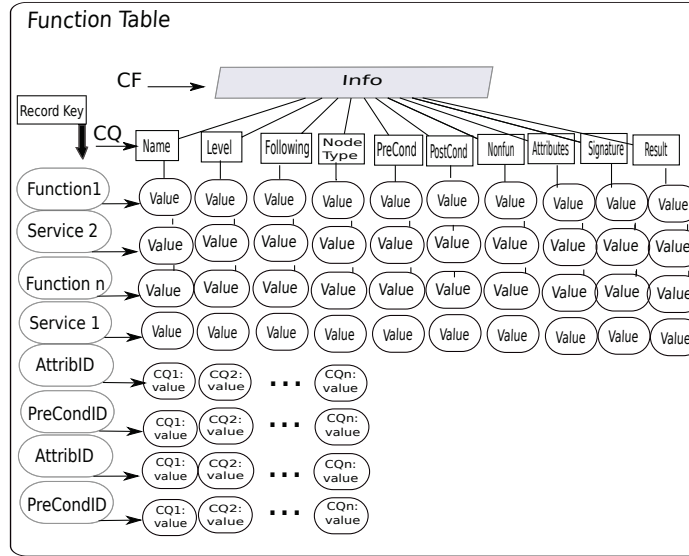 Function Table
CF
Info
Record Key
CQ
Name Level Following Node Type PreCond PostCond Nonfun Attributes Signature Result
Function1 Value Value Value Value Value Value Value Value Value Value
Service 2 Value Value Value Value Value Value Value Value Value Value
Function n Value Value Value Value Value Value Value Value Value Value
Service 1 Value Value Value Value Value Value Value Value Value Value
AttribID CQ1: value CQ2: value ... CQn: value
PreCondID CQ1: value CQ2: value ... CQn: value
AttribID CQ1: value CQ2: value ... CQn: value
PreCondID CQ1: value CQ2: value ... CQn: value